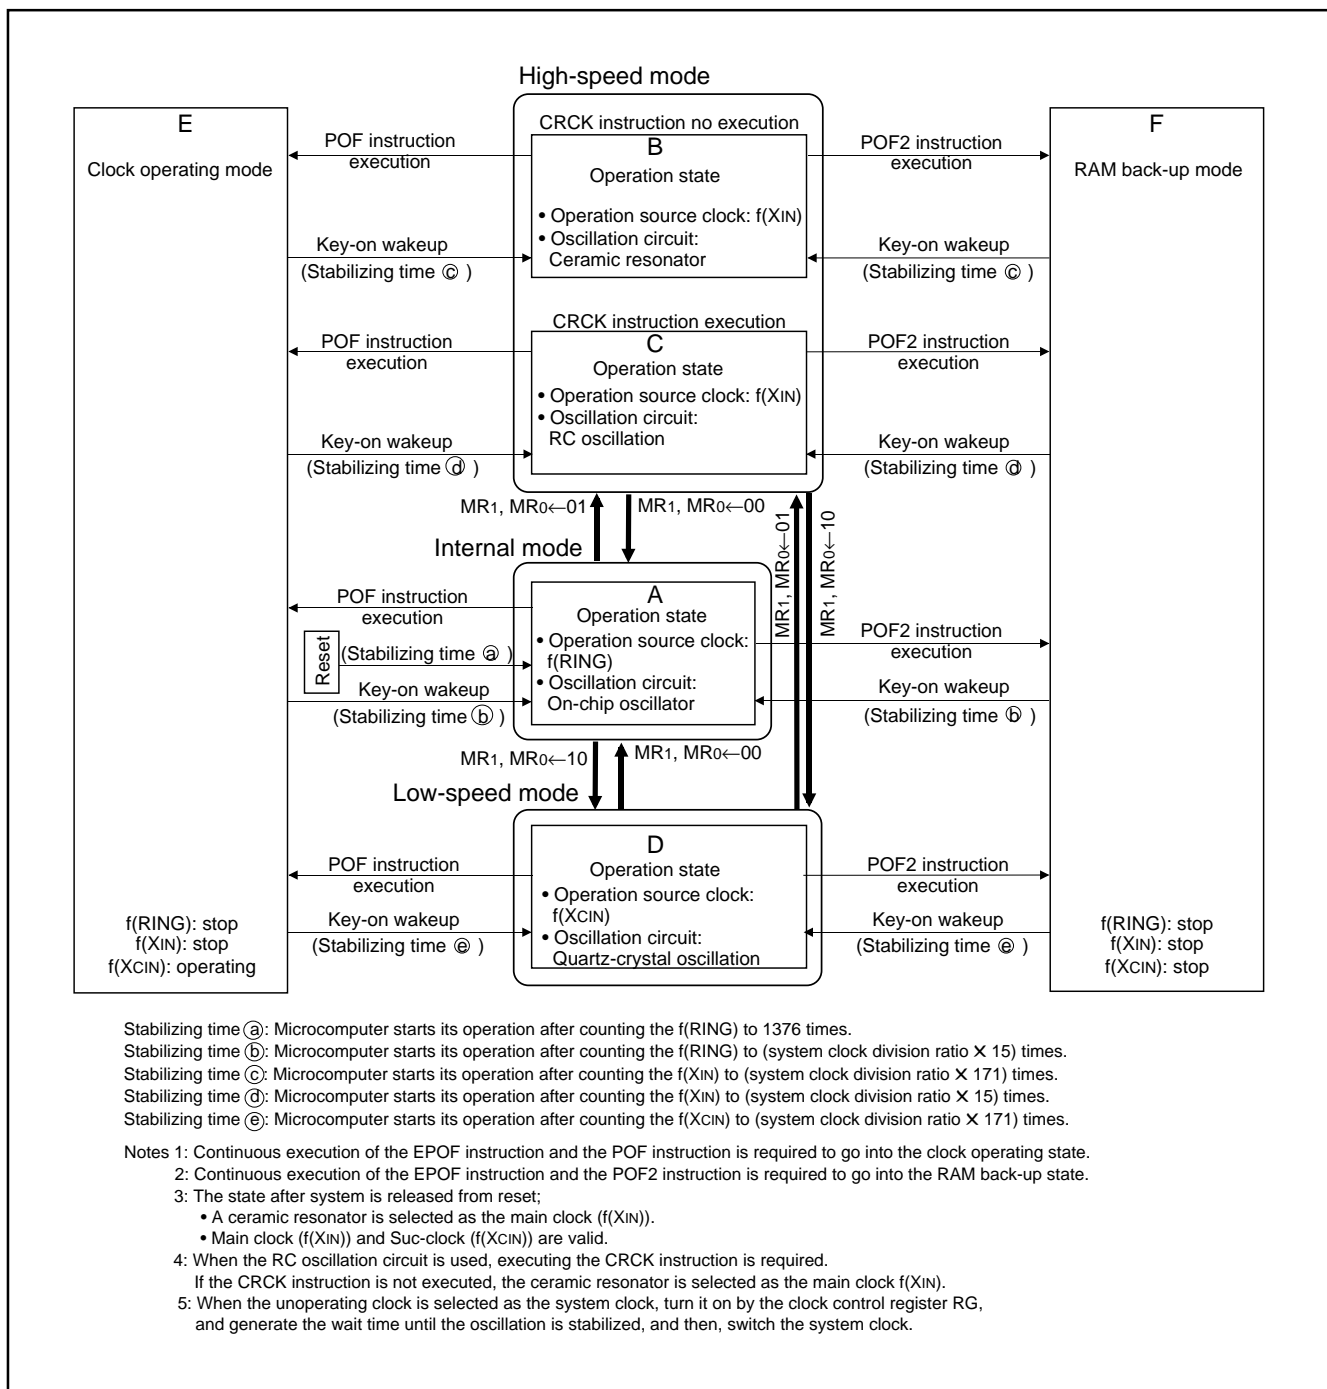 High-speed mode
E
Clock operating mode
POF instruction
execution
Key-on wakeup
(Stabilizing time ⓒ )
CRCK instruction no execution
B
Operation state
• Operation source clock: f(XIN)
• Oscillation circuit:
Ceramic resonator
POF2 instruction
execution
Key-on wakeup
(Stabilizing time ⓒ )
F
RAM back-up mode
POF instruction
execution
Key-on wakeup
(Stabilizing time ⓓ )
CRCK instruction execution
C
Operation state
• Operation source clock: f(XIN)
• Oscillation circuit:
RC oscillation
POF2 instruction
execution
Key-on wakeup
(Stabilizing time ⓓ )
MR1, MR0←01
MR1, MR0←00
MR1, MR0←01
MR1, MR0←10
Internal mode
POF instruction
execution
Reset
(Stabilizing time ⓐ )
Key-on wakeup
(Stabilizing time ⓑ )
A
Operation state
• Operation source clock:
f(RING)
• Oscillation circuit:
On-chip oscillator
POF2 instruction
execution
Key-on wakeup
(Stabilizing time ⓑ )
MR1, MR0←10
MR1, MR0←00
Low-speed mode
POF instruction
execution
Key-on wakeup
(Stabilizing time ⓔ )
D
Operation state
• Operation source clock:
f(XCIN)
• Oscillation circuit:
Quartz-crystal oscillation
POF2 instruction
execution
Key-on wakeup
(Stabilizing time ⓔ )
f(RING): stop
f(XIN): stop
f(XCIN): operating
f(RING): stop
f(XIN): stop
f(XCIN): stop
Stabilizing time ⓐ: Microcomputer starts its operation after counting the f(RING) to 1376 times.
Stabilizing time ⓑ: Microcomputer starts its operation after counting the f(RING) to (system clock division ratio × 15) times.
Stabilizing time ⓒ: Microcomputer starts its operation after counting the f(XIN) to (system clock division ratio × 171) times.
Stabilizing time ⓓ: Microcomputer starts its operation after counting the f(XIN) to (system clock division ratio × 15) times.
Stabilizing time ⓔ: Microcomputer starts its operation after counting the f(XCIN) to (system clock division ratio × 171) times.
Notes 1: Continuous execution of the EPOF instruction and the POF instruction is required to go into the clock operating state.
2: Continuous execution of the EPOF instruction and the POF2 instruction is required to go into the RAM back-up state.
3: The state after system is released from reset;
• A ceramic resonator is selected as the main clock (f(XIN)).
• Main clock (f(XIN)) and Suc-clock (f(XCIN)) are valid.
4: When the RC oscillation circuit is used, executing the CRCK instruction is required.
If the CRCK instruction is not executed, the ceramic resonator is selected as the main clock f(XIN).
5: When the unoperating clock is selected as the system clock, turn it on by the clock control register RG,
and generate the wait time until the oscillation is stabilized, and then, switch the system clock.